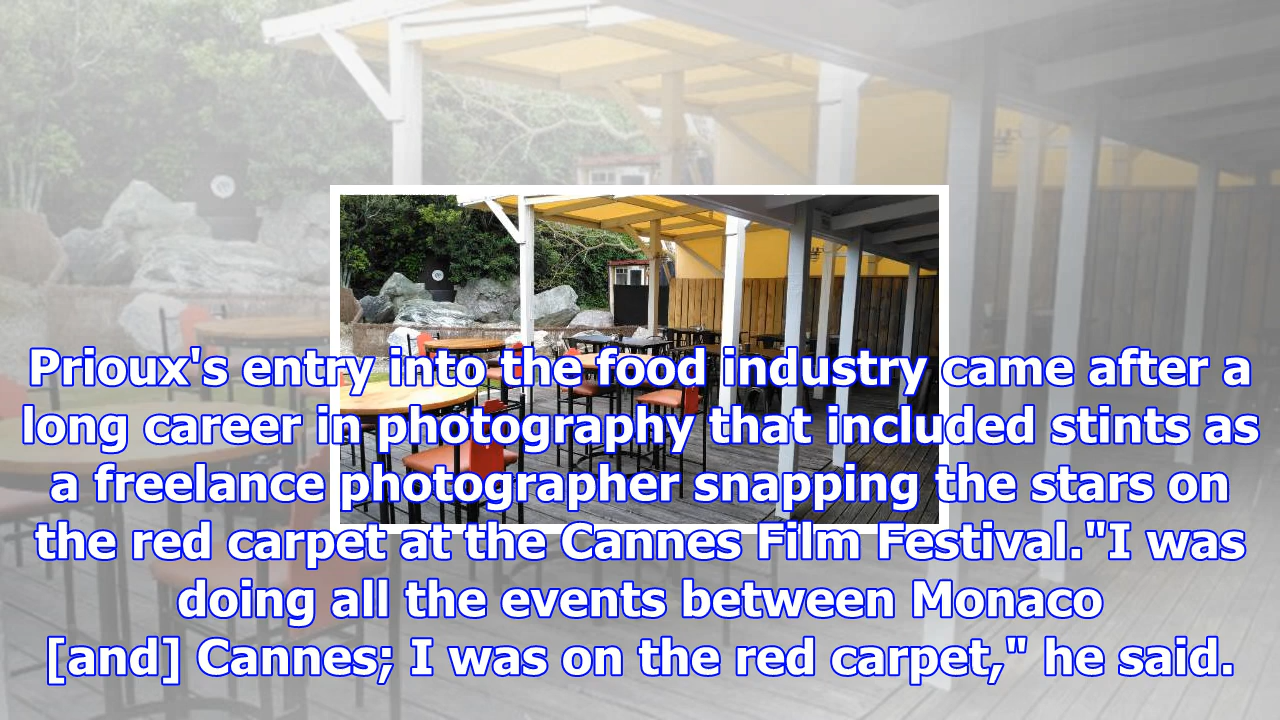 Prioux's entry into the food industry came after a
long career in photography that included stints as
a freelance photographer snapping the stars on
the red carpet at the Cannes Film Festival."I was
doing all the events between Monaco
[and] Cannes; I was on the red carpet," he said.